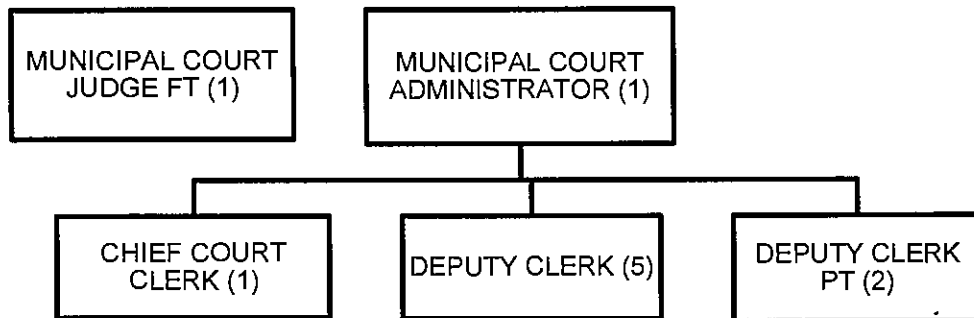 MUNICIPAL COURT
JUDGE FT (1)
MUNICIPAL COURT
ADMINISTRATOR (1)
CHIEF COURT
CLERK (1)
DEPUTY CLERK (5)
DEPUTY CLERK
PT (2)